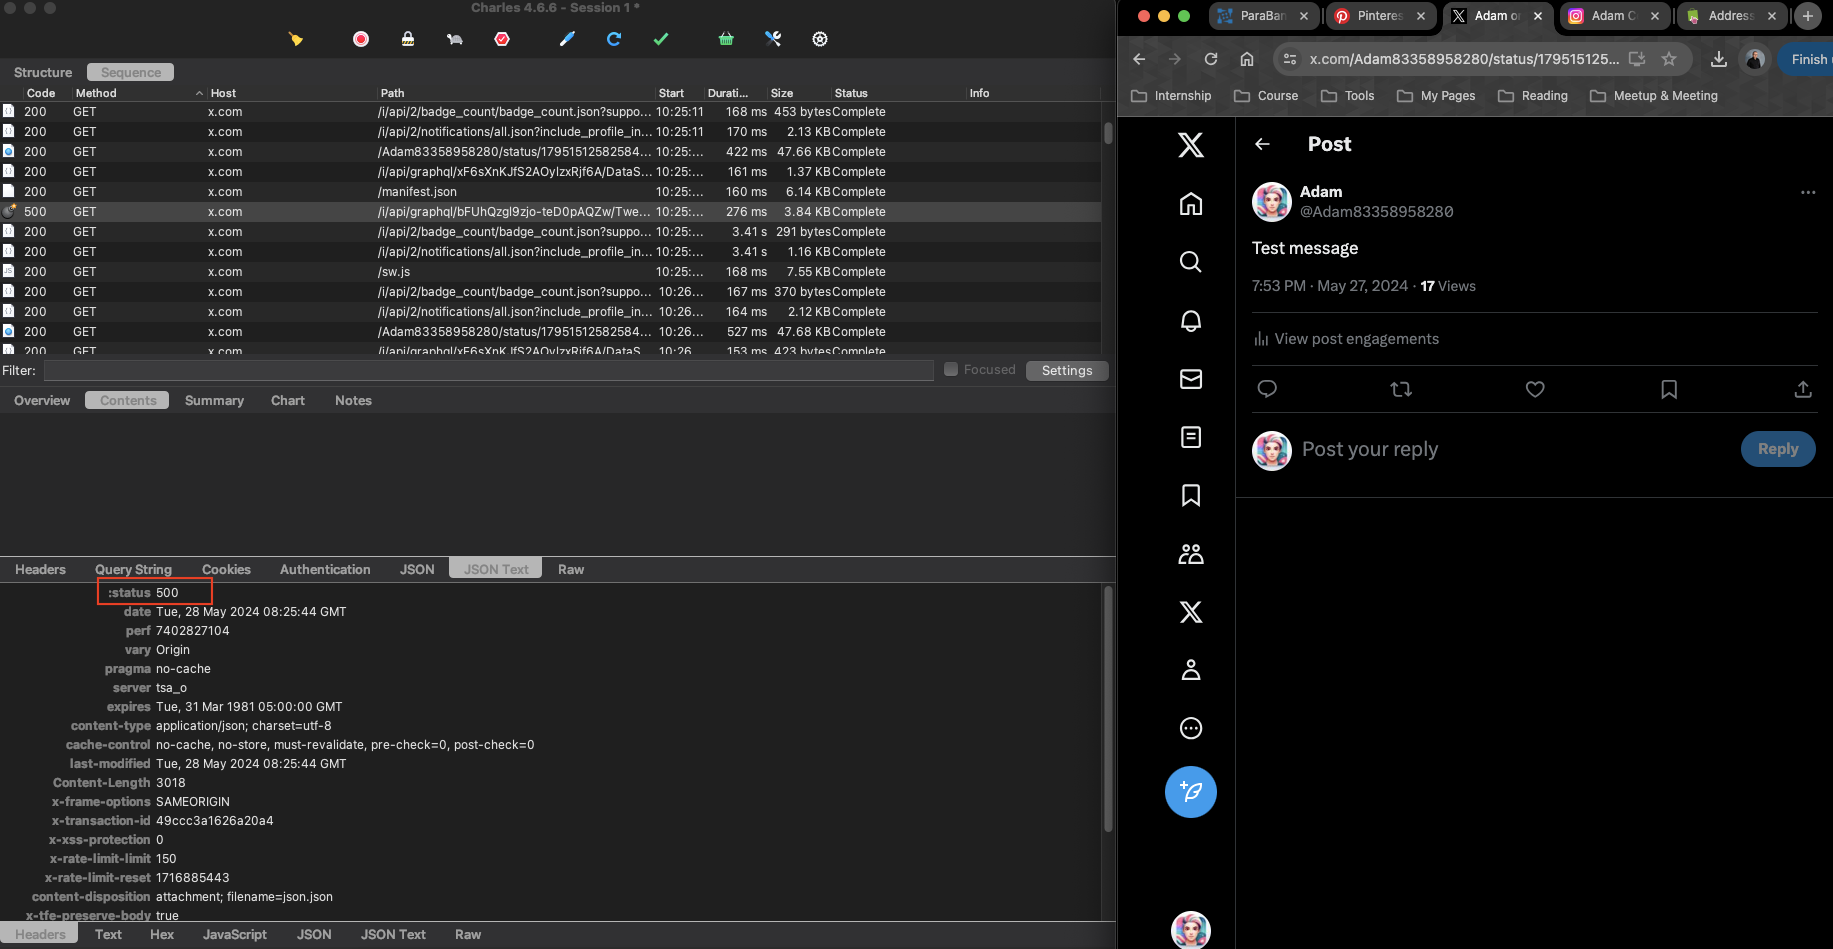 Charles 4.6.6 - Session 1 *
Structure Sequence
Code Method Host Path Start Durati... Size Status Info
200 GET x.com /i/api/2/badge_count/badge_count.json?suppo... 10:25:11 168 ms 453 bytes Complete
200 GET x.com /i/api/2/notifications/all.json?include_profile_in... 10:25:11 170 ms 2.13 KB Complete
200 GET x.com /Adam83358958280/status/17951512582584... 10:25:... 422 ms 47.66 KB Complete
200 GET x.com /i/api/graphql/xF6sXnKJfS2AOylzxRjf6A/DataS... 10:25:... 161 ms 1.37 KB Complete
200 GET x.com /manifest.json 10:25:... 160 ms 6.14 KB Complete
500 GET x.com /i/api/graphql/bFUhQzgl9zjo-teD0pAQZw/Twe... 10:25:... 276 ms 3.84 KB Complete
200 GET x.com /i/api/2/badge_count/badge_count.json?suppo... 10:25:... 3.41 s 291 bytes Complete
200 GET x.com /i/api/2/notifications/all.json?include_profile_in... 10:25:... 3.41 s 1.16 KB Complete
200 GET x.com /sw.js 10:25:... 168 ms 7.55 KB Complete
200 GET x.com /i/api/2/badge_count/badge_count.json?suppo... 10:26... 167 ms 370 bytes Complete
200 GET x.com /i/api/2/notifications/all.json?include_profile_in... 10:26... 164 ms 2.12 KB Complete
200 GET x.com /Adam83358958280/status/17951512582584... 10:26... 527 ms 47.68 KB Complete
200 GET x.com /i/api/graphql/xF6sXnKJfS2AOylzxRjf6A/DataS... 10:26... 153 ms 423 bytes Complete
Filter: Focused Settings
Overview Contents Summary Chart Notes
Headers Query String Cookies Authentication JSON JSON Text Raw
:status 500
date Tue, 28 May 2024 08:25:44 GMT
perf 7402827104
vary Origin
pragma no-cache
server tsa_o
expires Tue, 31 Mar 1981 05:00:00 GMT
content-type application/json; charset=utf-8
cache-control no-cache, no-store, must-revalidate, pre-check=0, post-check=0
last-modified Tue, 28 May 2024 08:25:44 GMT
Content-Length 3018
x-frame-options SAMEORIGIN
x-transaction-id 49ccc3a1626a20a4
x-xss-protection 0
x-rate-limit-limit 150
x-rate-limit-reset 1716885443
content-disposition attachment; filename=json.json
x-tfe-preserve-body true
Headers Text Hex JavaScript JSON JSON Text Raw
ParaBan Pinteres Adam on Adam C Address
x.com/Adam83358958280/status/179515125... Finish
Internship Course Tools My Pages Reading Meetup & Meeting
Post
Adam
@Adam83358958280
Test message
7:53 PM · May 27, 2024 · 17 Views
View post engagements
Post your reply Reply